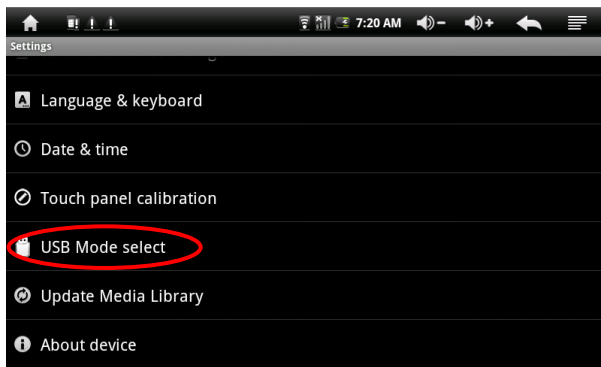 7:20 AM
Settings
Language & keyboard
Date & time
Touch panel calibration
USB Mode select
Update Media Library
About device